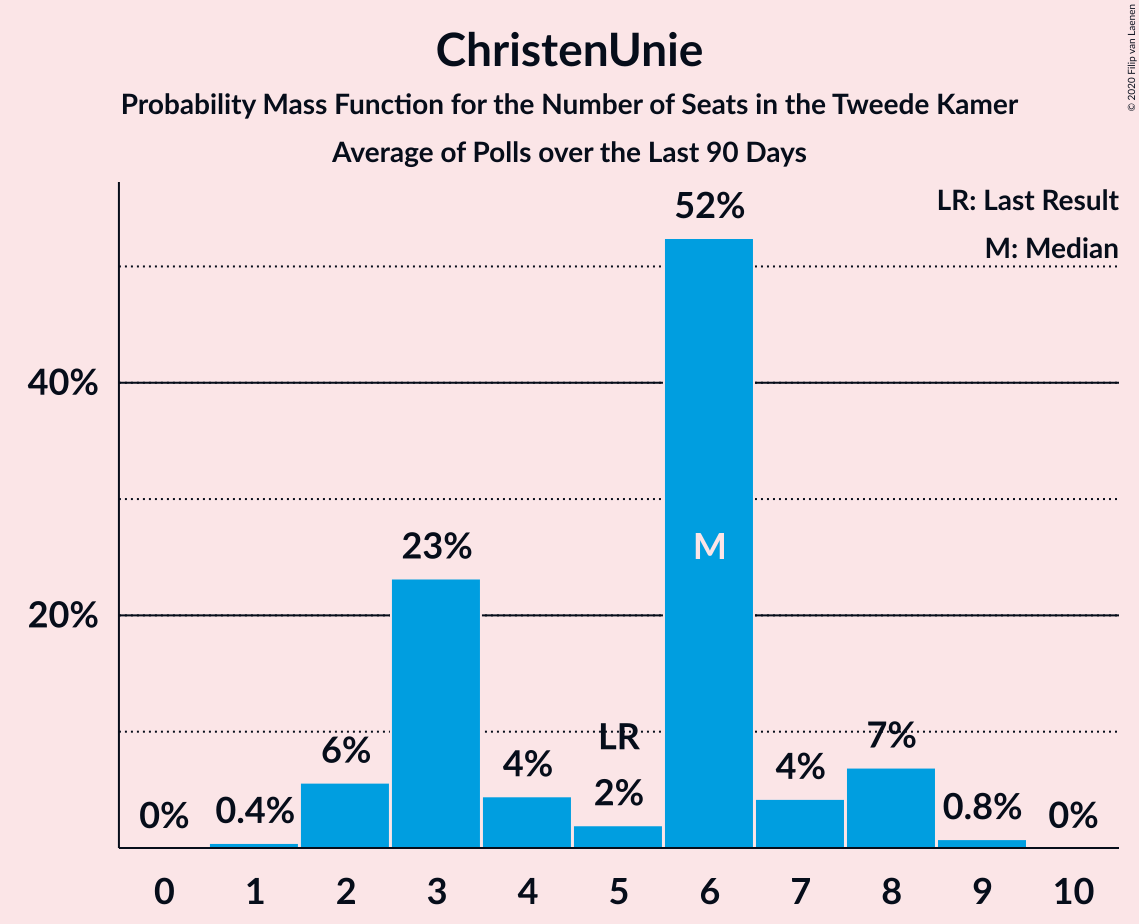 ChristenUnie
Probability Mass Function for the Number of Seats in the Tweede Kamer
Average of Polls over the Last 90 Days
© 2020 Filip van Laenen
LR: Last Result
M: Median
40%
20%
0%
0.4%
6%
23%
4%
LR
2%
52%
M
4%
7%
0.8%
0%
0 1 2 3 4 5 6 7 8 9 10